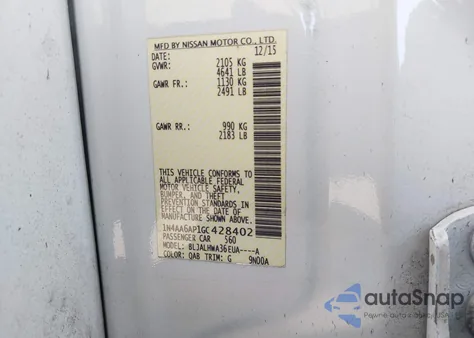 MFD BY NISSAN MOTOR CO., LTD.
DATE: 12/15
GVWR: 2105 KG
4641 LB
GAWR FR.: 1130 KG
2491 LB
GAWR RR.: 990 KG
2183 LB
THIS VEHICLE CONFORMS TO
ALL APPLICABLE FEDERAL
MOTOR VEHICLE SAFETY,
BUMPER, AND THEFT
PREVENTION STANDARDS IN
EFFECT ON THE DATE OF
MANUFACTURE SHOWN ABOVE.
1N4AA6AP1GC428402
PASSENGER CAR 560
MODEL: BLJALHWA36EUA----A
COLOR: QAB TRIM: G 9N00A
autoSnap
Pewne auto z